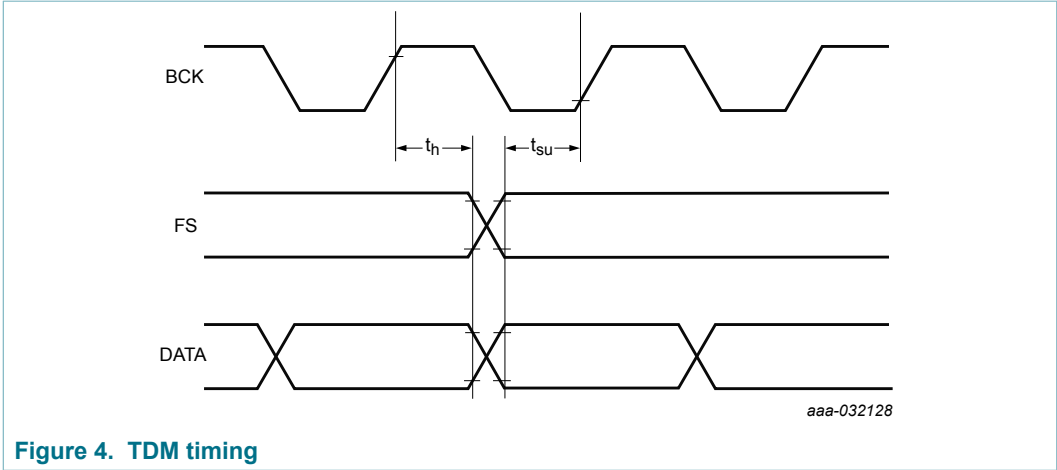 BCK
th
tsu
FS
DATA
aaa-032128
Figure 4. TDM timing